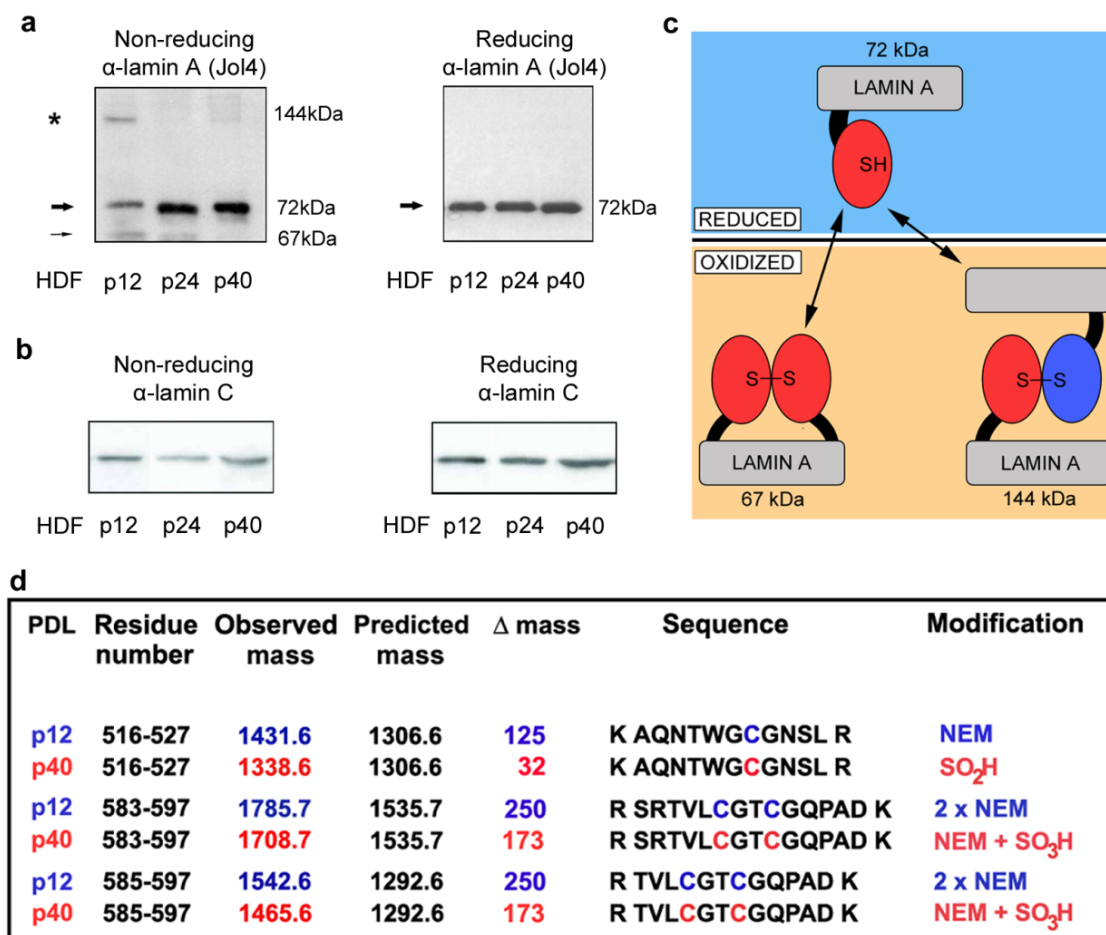 a
Non-reducing
α-lamin A (Jol4)
*
144kDa
72kDa
67kDa
HDF p12 p24 p40
Reducing
α-lamin A (Jol4)
72kDa
HDF p12 p24 p40
b
Non-reducing
α-lamin C
HDF p12 p24 p40
Reducing
α-lamin C
HDF p12 p24 p40
c
72 kDa
LAMIN A
SH
REDUCED
OXIDIZED
S–S
LAMIN A
67 kDa
S–S
LAMIN A
144 kDa
d
PDL Residue number Observed mass Predicted mass Δ mass Sequence Modification
p12 516-527 1431.6 1306.6 125 K AQNTWGCGNSL R NEM
p40 516-527 1338.6 1306.6 32 K AQNTWGCGNSL R SO₂H
p12 583-597 1785.7 1535.7 250 R SRTVLCGTCGQPAD K 2 x NEM
p40 583-597 1708.7 1535.7 173 R SRTVLCGTCGQPAD K NEM + SO₃H
p12 585-597 1542.6 1292.6 250 R TVLCGTCGQPAD K 2 x NEM
p40 585-597 1465.6 1292.6 173 R TVLCGTCGQPAD K NEM + SO₃H